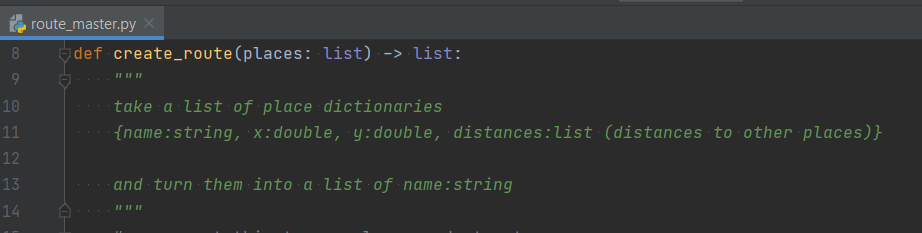 route_master.py
8 def create_route(places: list) -> list:
9 """
10 take a list of place dictionaries
11 {name:string, x:double, y:double, distances:list (distances to other places)}
12
13 and turn them into a list of name:string
14 """